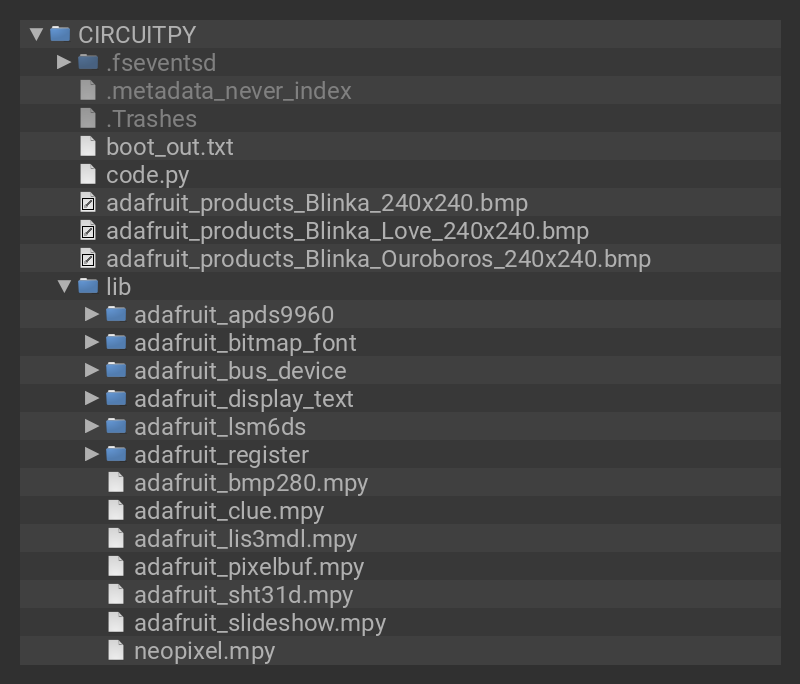 CIRCUITPY
.fseventsd
.metadata_never_index
.Trashes
boot_out.txt
code.py
adafruit_products_Blinka_240x240.bmp
adafruit_products_Blinka_Love_240x240.bmp
adafruit_products_Blinka_Ouroboros_240x240.bmp
lib
adafruit_apds9960
adafruit_bitmap_font
adafruit_bus_device
adafruit_display_text
adafruit_lsm6ds
adafruit_register
adafruit_bmp280.mpy
adafruit_clue.mpy
adafruit_lis3mdl.mpy
adafruit_pixelbuf.mpy
adafruit_sht31d.mpy
adafruit_slideshow.mpy
neopixel.mpy